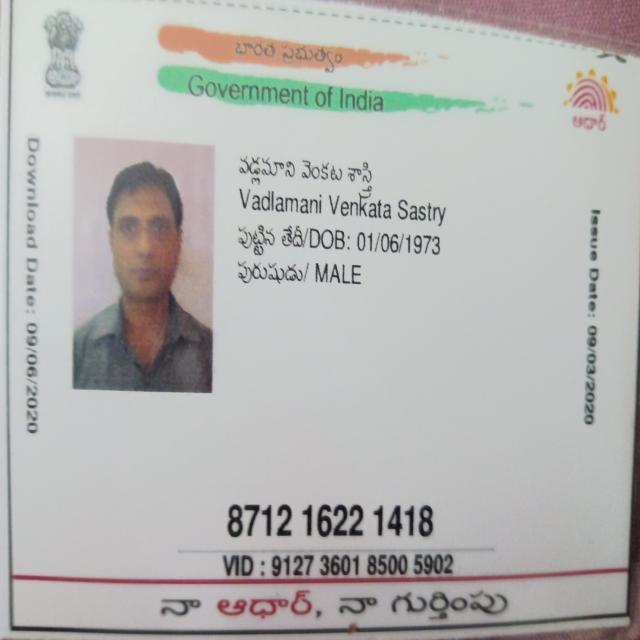 భారత ప్రభుత్వం
Government of India
ఆధార్
వడ్లమాని వెంకట శాస్త్రి
Vadlamani Venkata Sastry
పుట్టిన తేదీ/DOB: 01/06/1973
పురుషుడు/ MALE
Download Date: 09/06/2020
Issue Date: 09/03/2020
8712 1622 1418
VID : 9127 3601 8500 5902
నా ఆధార్, నా గుర్తింపు